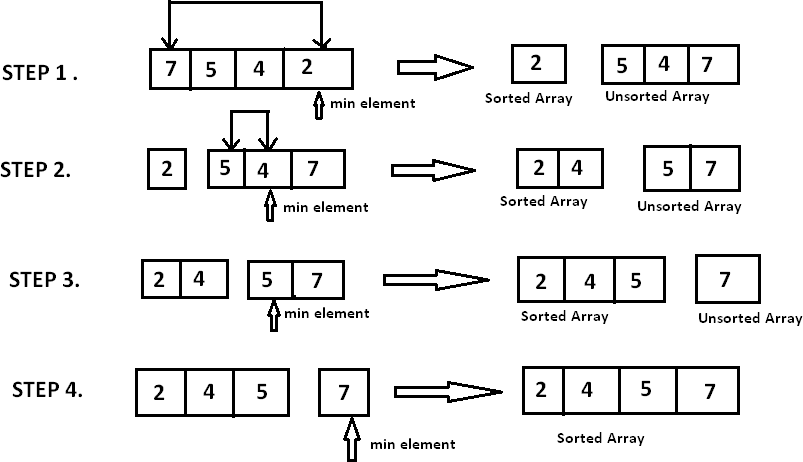 STEP 1 .
7 5 4 2
2
5 4 7
min element
Sorted Array
Unsorted Array
STEP 2.
2
5 4 7
2 4
5 7
min element
Sorted Array
Unsorted Array
STEP 3.
2 4
5 7
2 4 5
7
min element
Sorted Array
Unsorted Array
STEP 4.
2 4 5
7
2 4 5 7
min element
Sorted Array